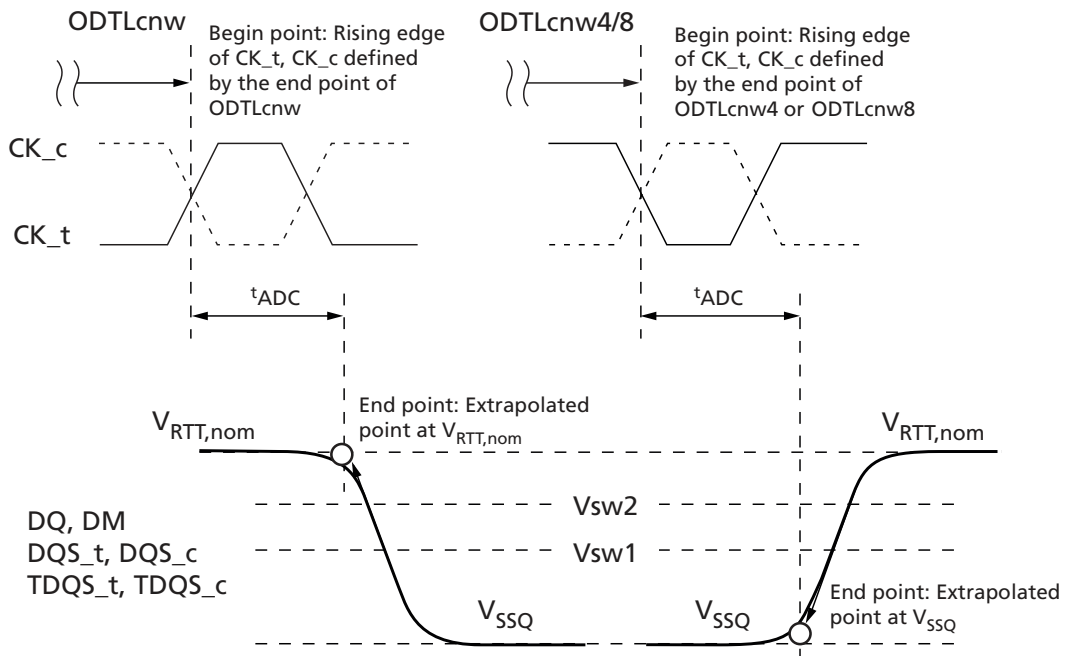 ODTLcnw
Begin point: Rising edge
of CK_t, CK_c defined
by the end point of
ODTLcnw
ODTLcnw4/8
Begin point: Rising edge
of CK_t, CK_c defined
by the end point of
ODTLcnw4 or ODTLcnw8
CK_c
CK_t
tADC
tADC
VRTT,nom
End point: Extrapolated
point at VRTT,nom
VRTT,nom
Vsw2
DQ, DM
DQS_t, DQS_c
TDQS_t, TDQS_c
Vsw1
VSSQ
VSSQ
End point: Extrapolated
point at VSSQ